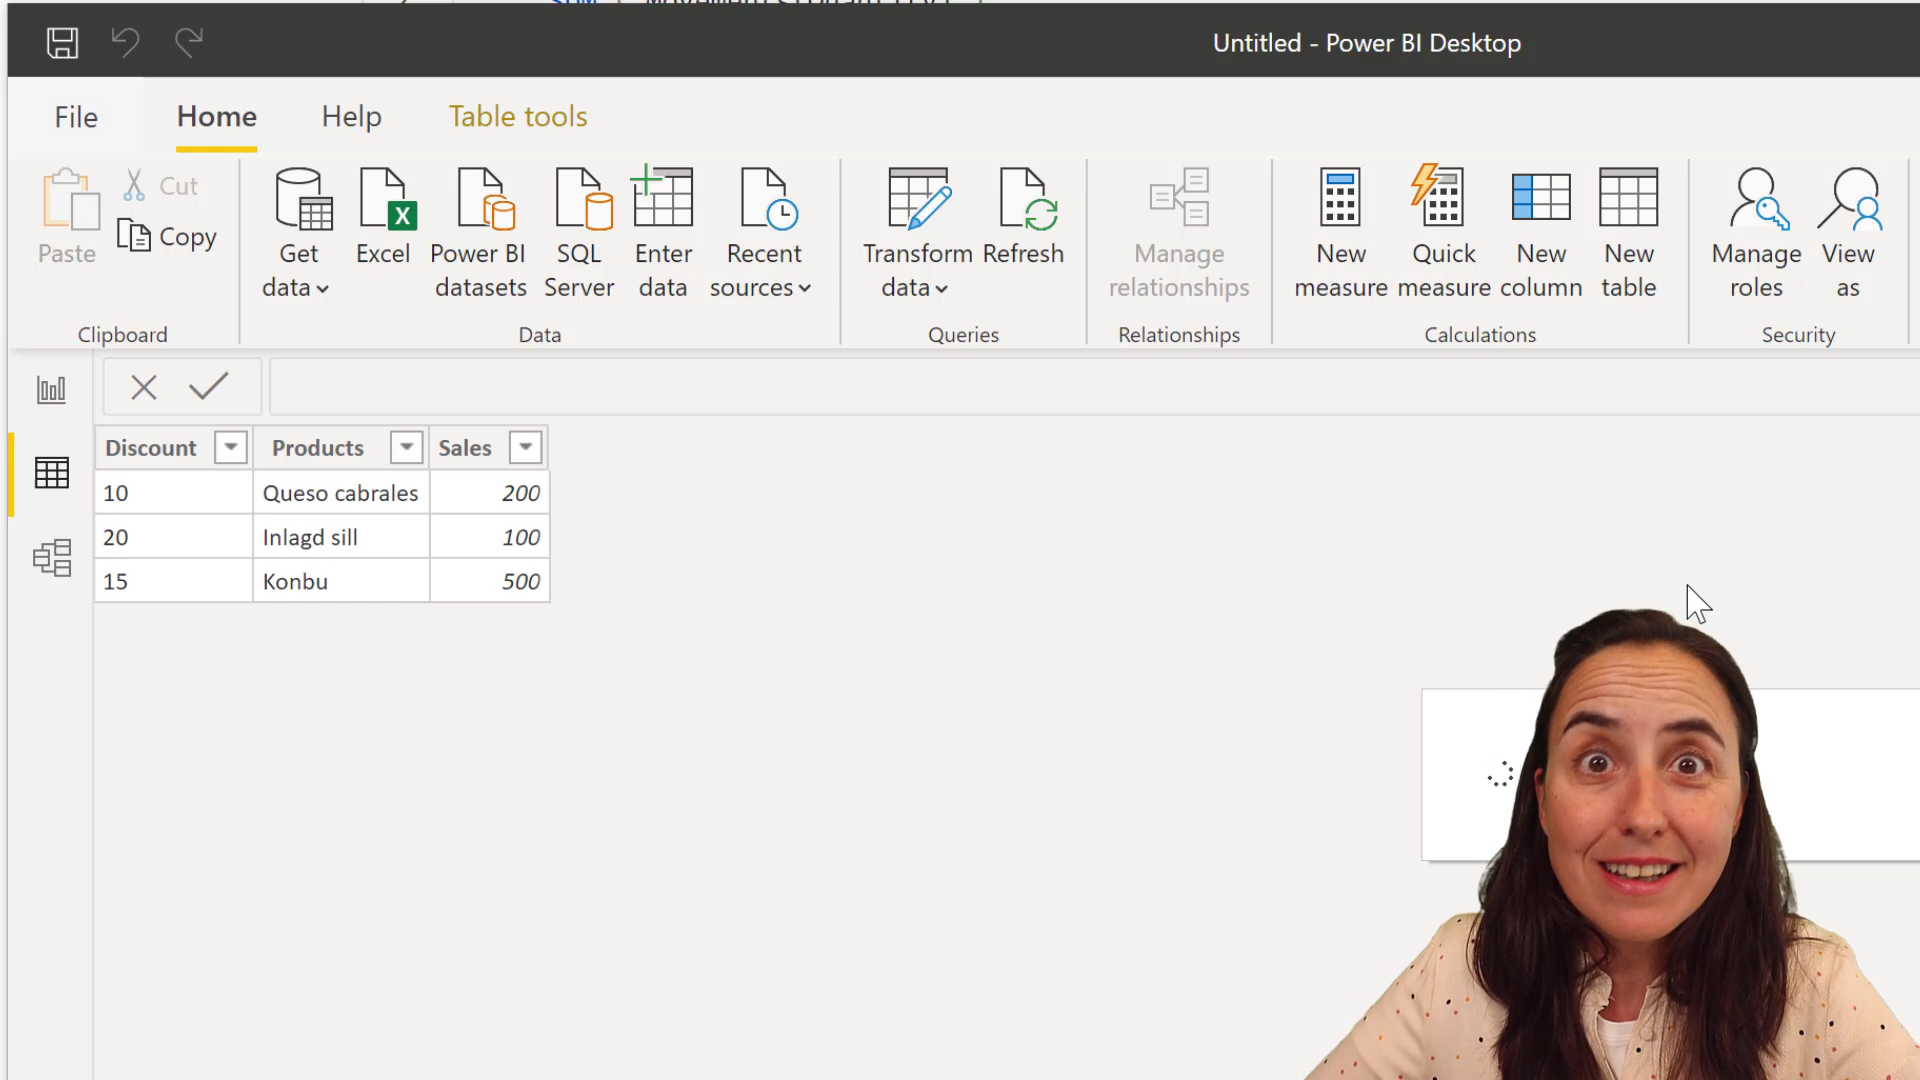 Untitled - Power BI Desktop
File Home Help Table tools
Paste
Cut
Copy
Get data
Excel
Power BI datasets
SQL Server
Enter data
Recent sources
Transform data
Refresh
Manage relationships
New measure
Quick measure
New column
New table
Manage roles
View as
Clipboard Data Queries Relationships Calculations Security
Discount Products Sales
10 Queso cabrales 200
20 Inlagd sill 100
15 Konbu 500